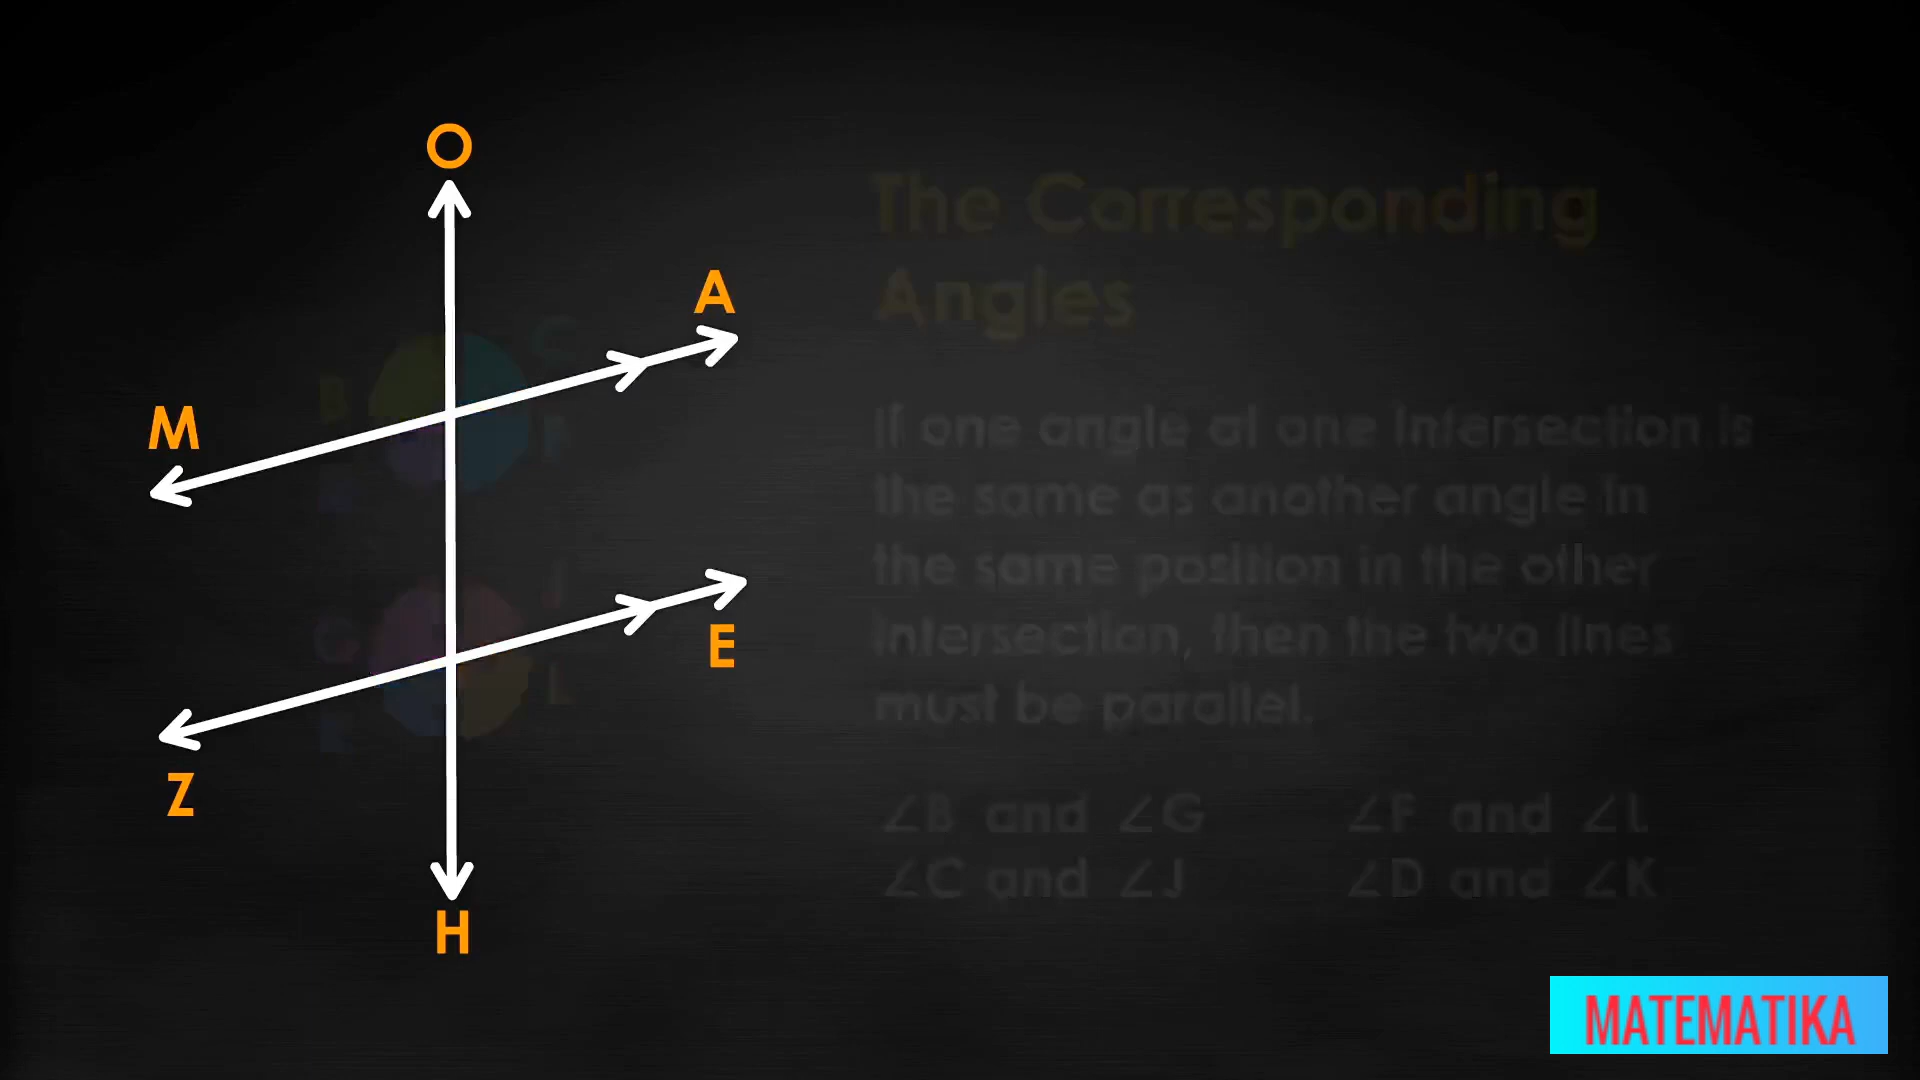 O
A
M
E
Z
H
The Corresponding
Angles
If one angle at one intersection is
the same as another angle in
the same position in the other
intersection, then the two lines
must be parallel.
∠B and ∠G ∠F and ∠L
∠C and ∠J ∠D and ∠K
MATEMATIKA